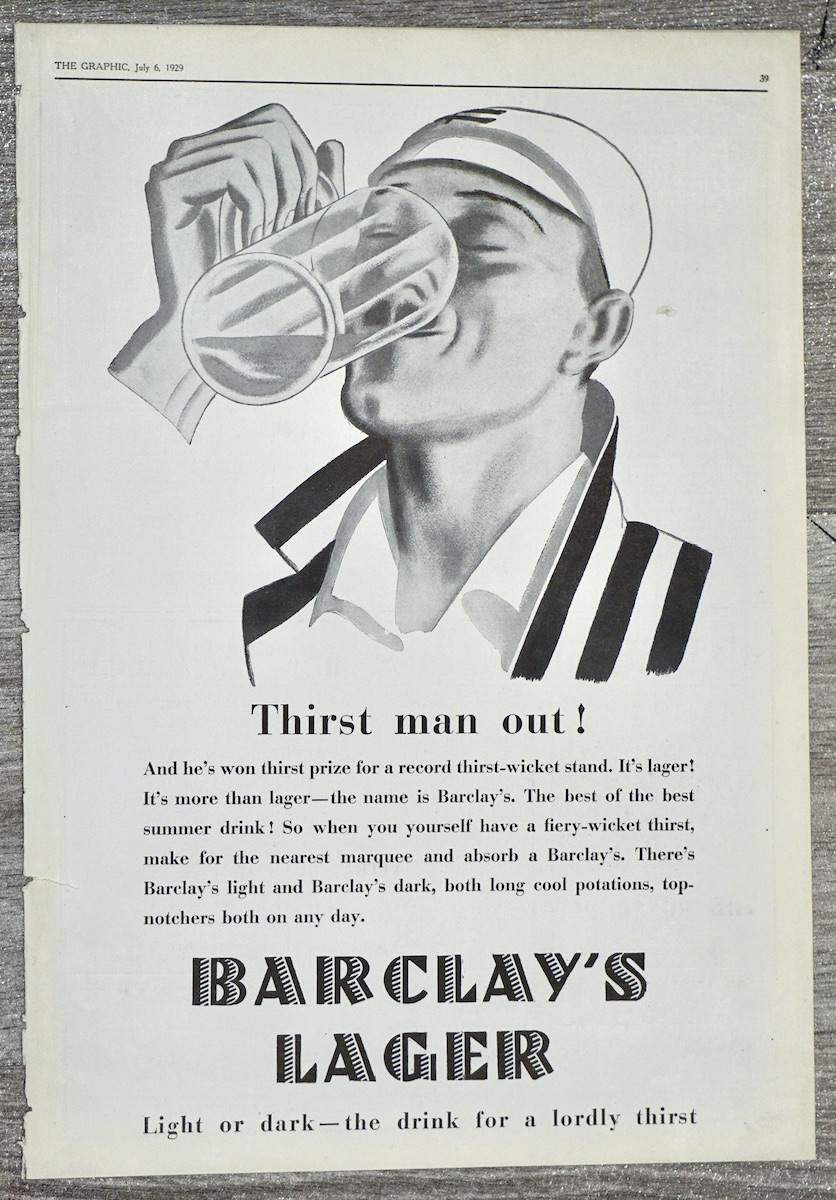 THE GRAPHIC, July 6, 1929
39
Thirst man out!
And he's won thirst prize for a record thirst-wicket stand. It's lager!
It's more than lager—the name is Barclay's. The best of the best
summer drink! So when you yourself have a fiery-wicket thirst,
make for the nearest marquee and absorb a Barclay's. There's
Barclay's light and Barclay's dark, both long cool potations, top-
notchers both on any day.
BARCLAY'S
LAGER
Light or dark—the drink for a lordly thirst